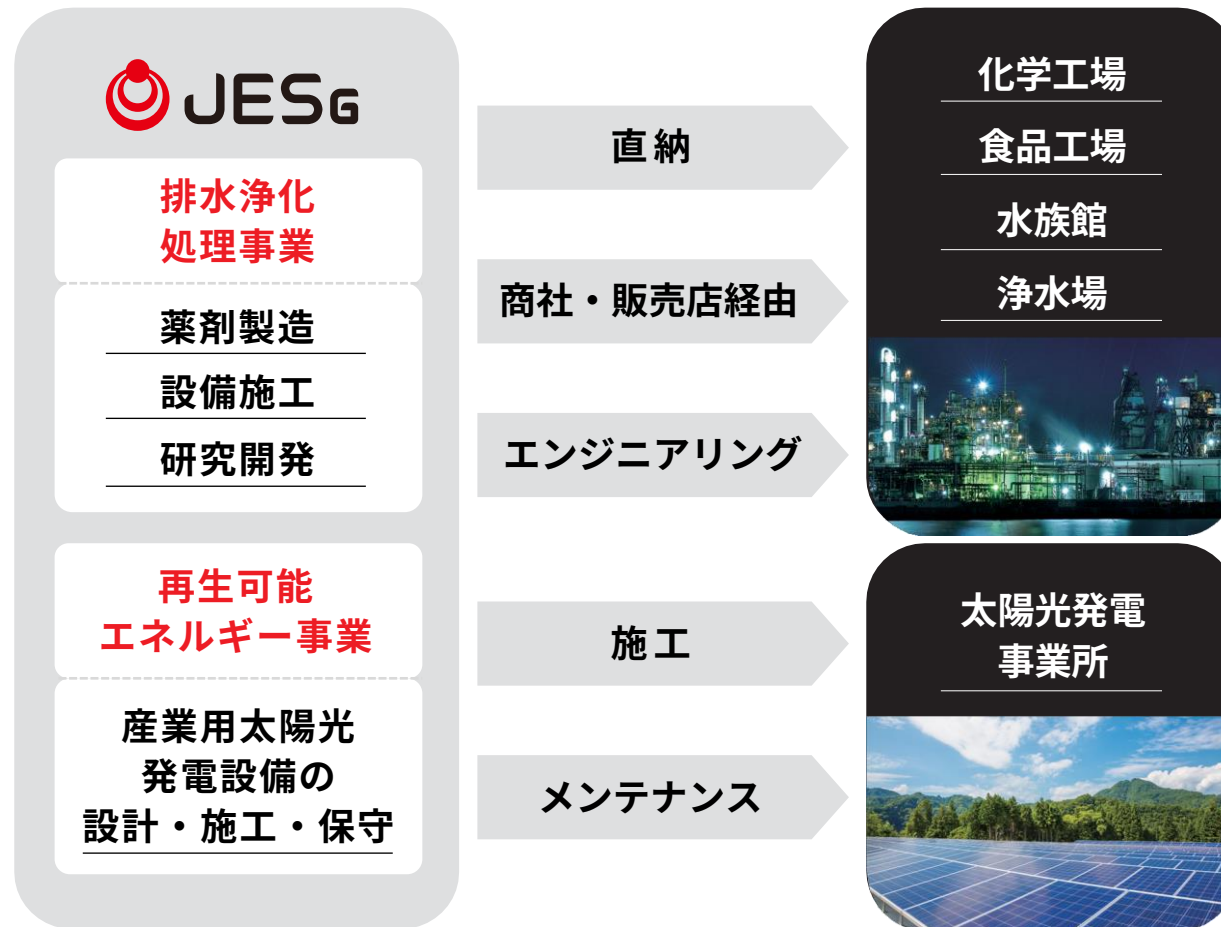 JESG
排水浄化
処理事業
薬剤製造
設備施工
研究開発
再生可能
エネルギー事業
産業用太陽光
発電設備の
設計・施工・保守
直納
商社・販売店経由
エンジニアリング
施工
メンテナンス
化学工場
食品工場
水族館
浄水場
太陽光発電
事業所